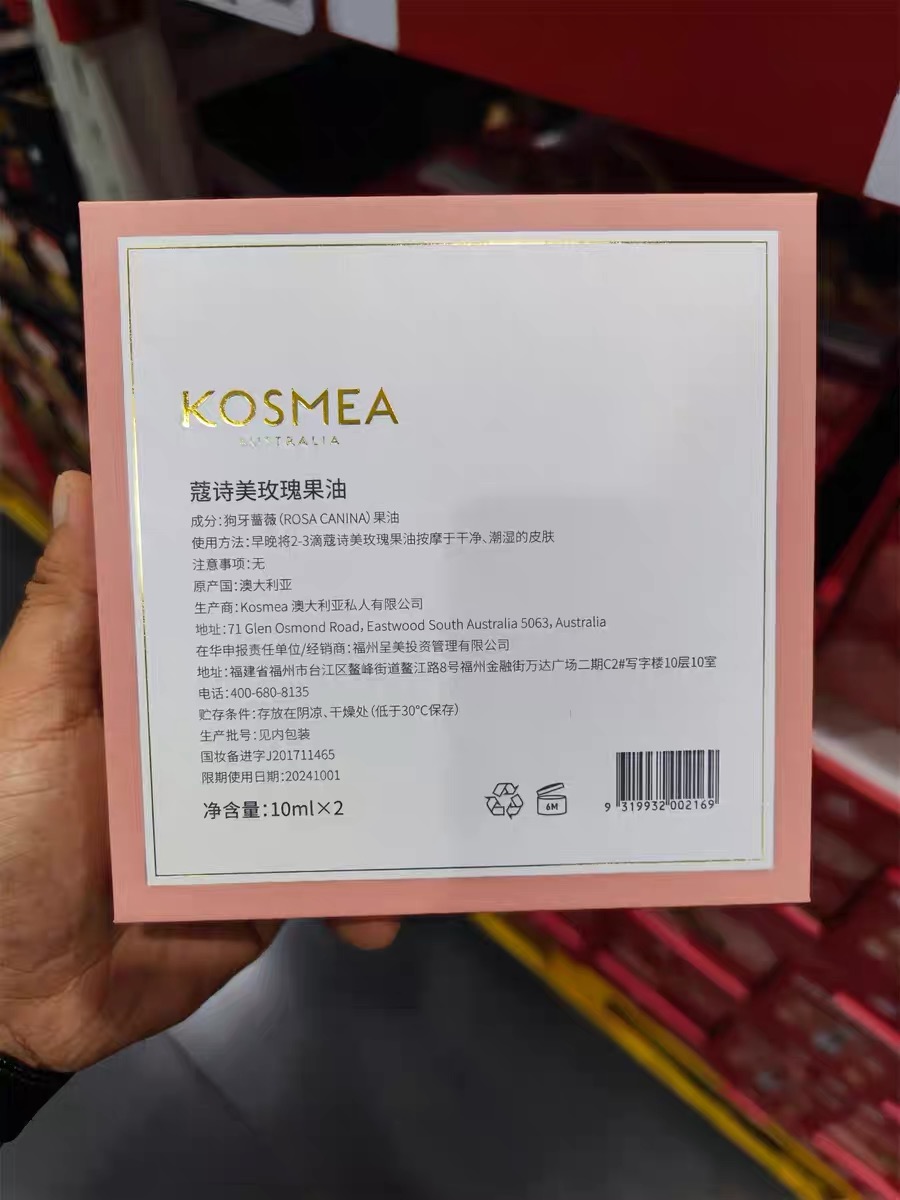 KOSMEA
AUSTRALIA
蔻诗美玫瑰果油
成分：狗牙蔷薇（ROSA CANINA）果油
使用方法：早晚将2-3滴蔻诗美玫瑰果油按摩于干净、潮湿的皮肤
注意事项：无
原产国：澳大利亚
生产商：Kosmea 澳大利亚私人有限公司
地址：71 Glen Osmond Road, Eastwood South Australia 5063, Australia
在华申报责任单位/经销商：福州呈美投资管理有限公司
地址：福建省福州市台江区鳌峰街道鳌江路8号福州金融街万达广场二期C2#写字楼10层10室
电话：400-680-8135
贮存条件：存放在阴凉、干燥处（低于30℃保存）
生产批号：见内包装
国妆备进字J201711465
限期使用日期：20241001
净含量：10ml×2
6M
9 319932 002169